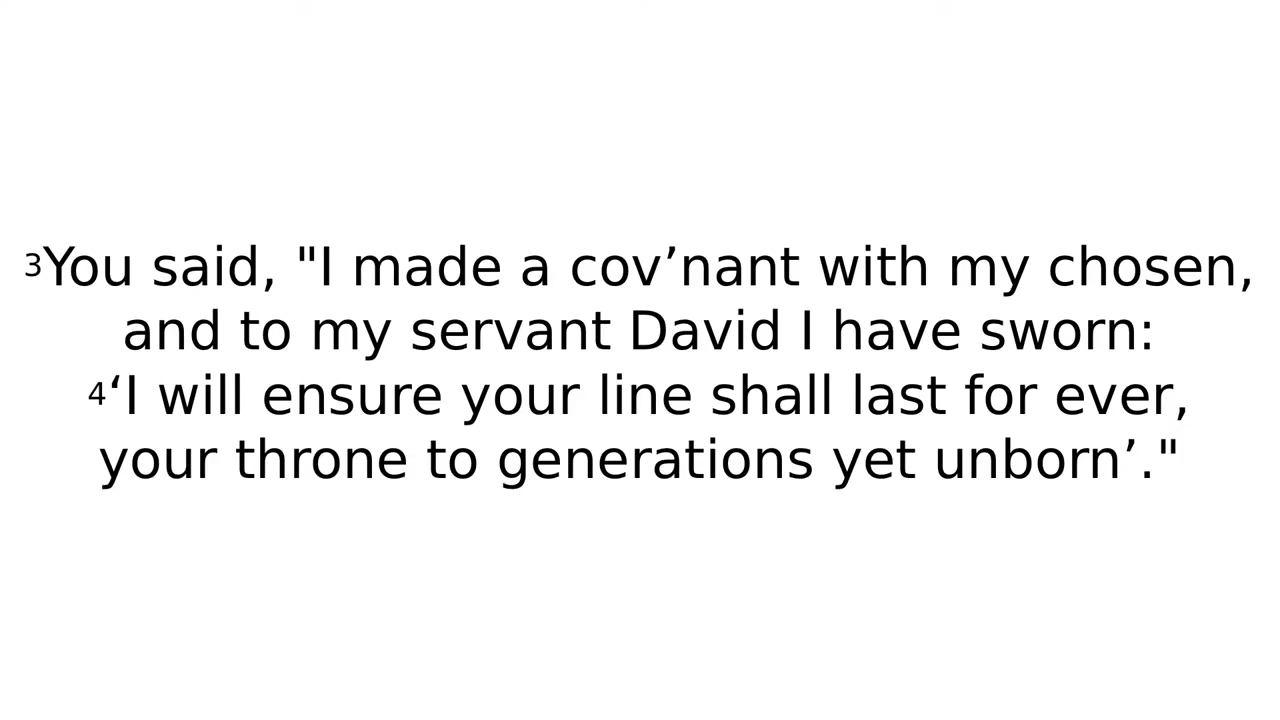 ³You said, "I made a cov’nant with my chosen,
and to my servant David I have sworn:
⁴‘I will ensure your line shall last for ever,
your throne to generations yet unborn’."